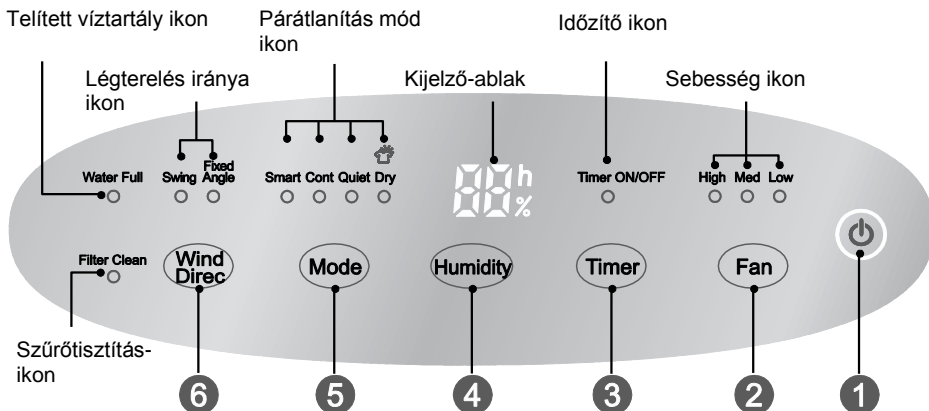 Telített víztartály ikon
Párátlanítás mód
ikon
Időzítő ikon
Légterelés iránya
ikon
Kijelző-ablak
Sebesség ikon
Water Full
Swing
Fixed
Angle
Smart Cont Quiet Dry
88h
%
Timer ON/OFF
High Med Low
Filter Clean
Wind
Direc
Mode
Humidity
Timer
Fan
Szűrőtisztítás-
ikon
6 5 4 3 2 1